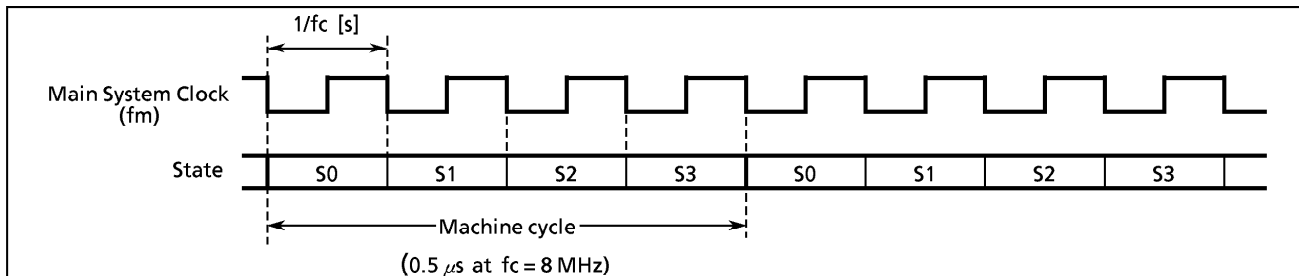 1/fc [s]
Main System Clock
(fm)
State
S0 S1 S2 S3 S0 S1 S2 S3
Machine cycle
(0.5 μs at fc = 8 MHz)